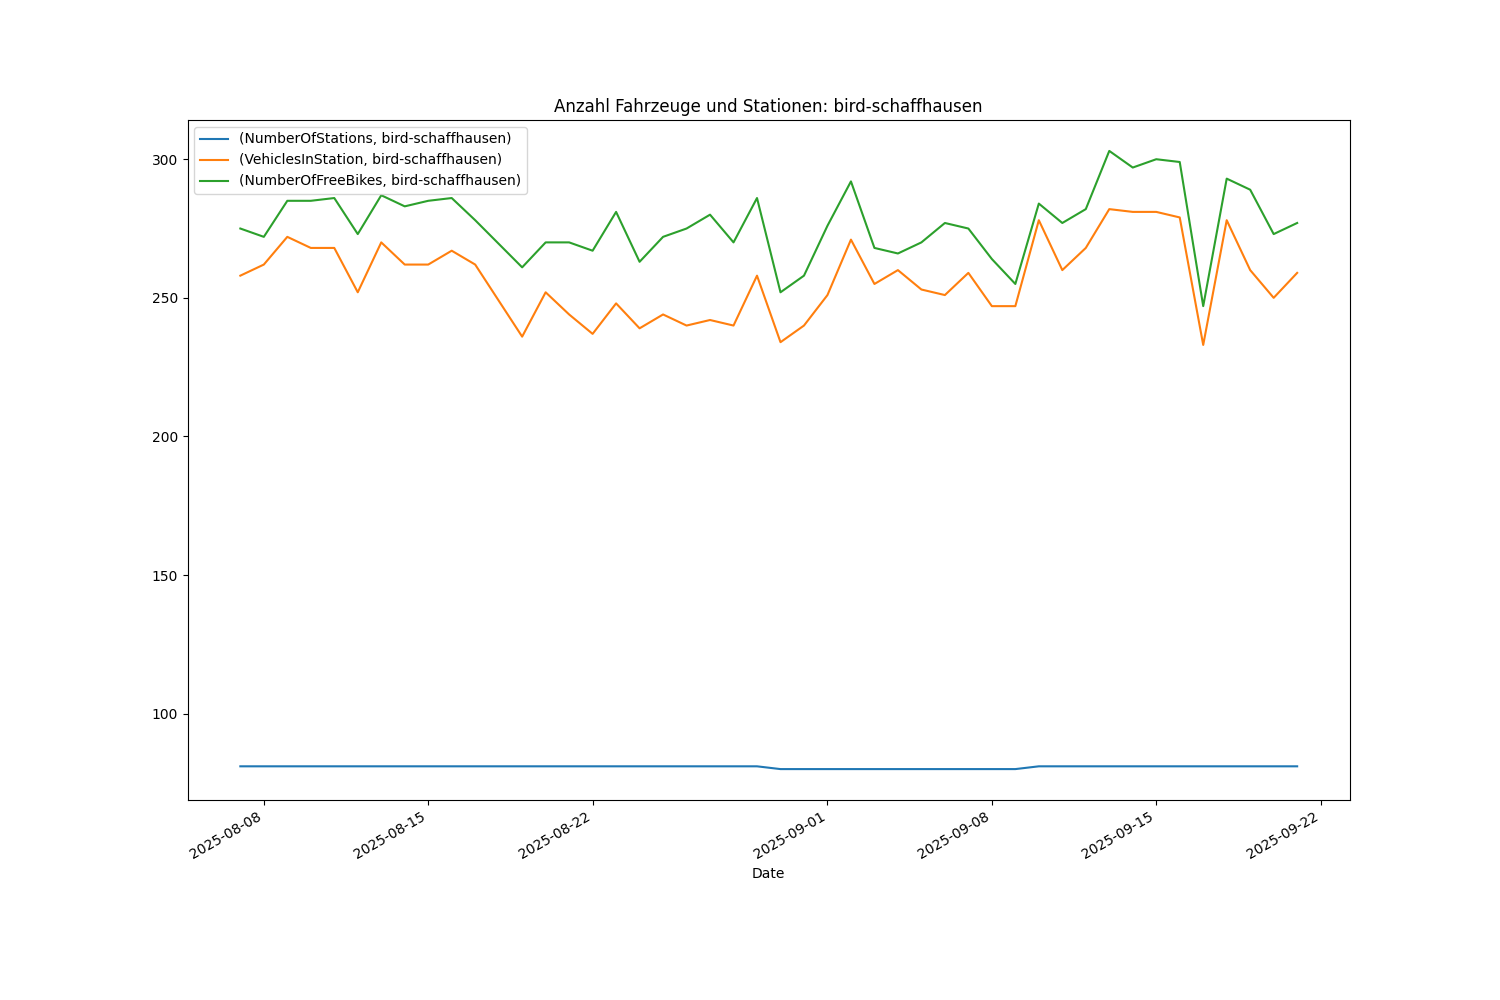 Anzahl Fahrzeuge und Stationen: bird-schaffhausen
(NumberOfStations, bird-schaffhausen)
(VehiclesInStation, bird-schaffhausen)
(NumberOfFreeBikes, bird-schaffhausen)
300
250
200
150
100
2025-08-08
2025-08-15
2025-08-22
2025-09-01
2025-09-08
2025-09-15
2025-09-22
Date